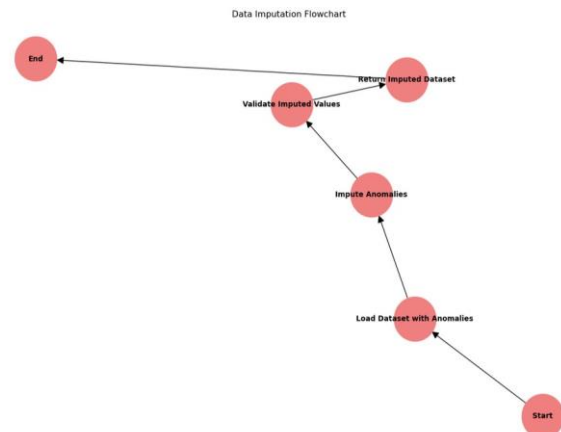 Data Imputation Flowchart
End
Return Imputed Dataset
Validate Imputed Values
Impute Anomalies
Load Dataset with Anomalies
Start